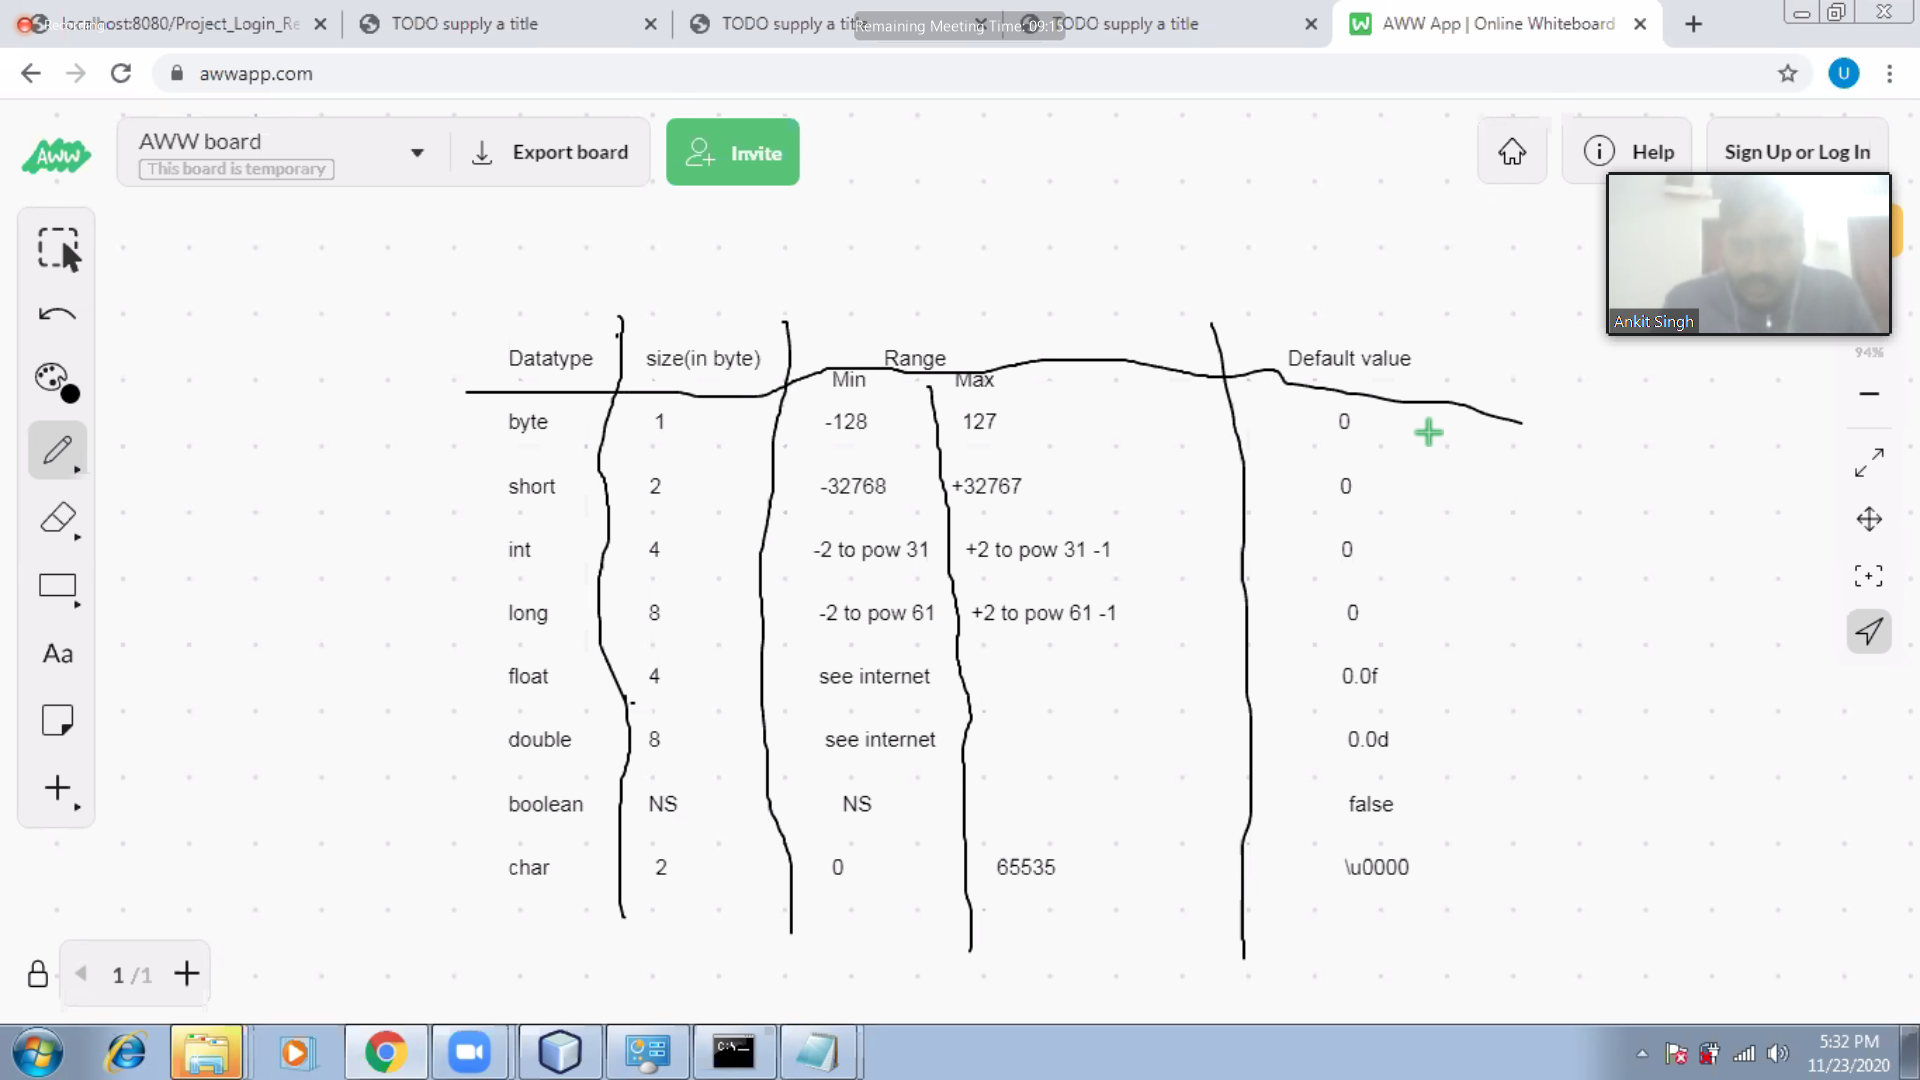 Recording
localhost:8080/Project_Login_Re
TODO supply a title
TODO supply a title
TODO supply a title
AWW App | Online Whiteboard
Remaining Meeting Time: 09:15
awwapp.com
U
AWW
AWW board
This board is temporary
Export board
Invite
Help
Sign Up or Log In
Ankit Singh
94%
Datatype size(in byte) Range Default value
Min Max
byte 1 -128 127 0
short 2 -32768 +32767 0
int 4 -2 to pow 31 +2 to pow 31 -1 0
long 8 -2 to pow 61 +2 to pow 61 -1 0
float 4 see internet 0.0f
double 8 see internet 0.0d
boolean NS NS false
char 2 0 65535 \u0000
Aa
1 /1
C:\
5:32 PM
11/23/2020